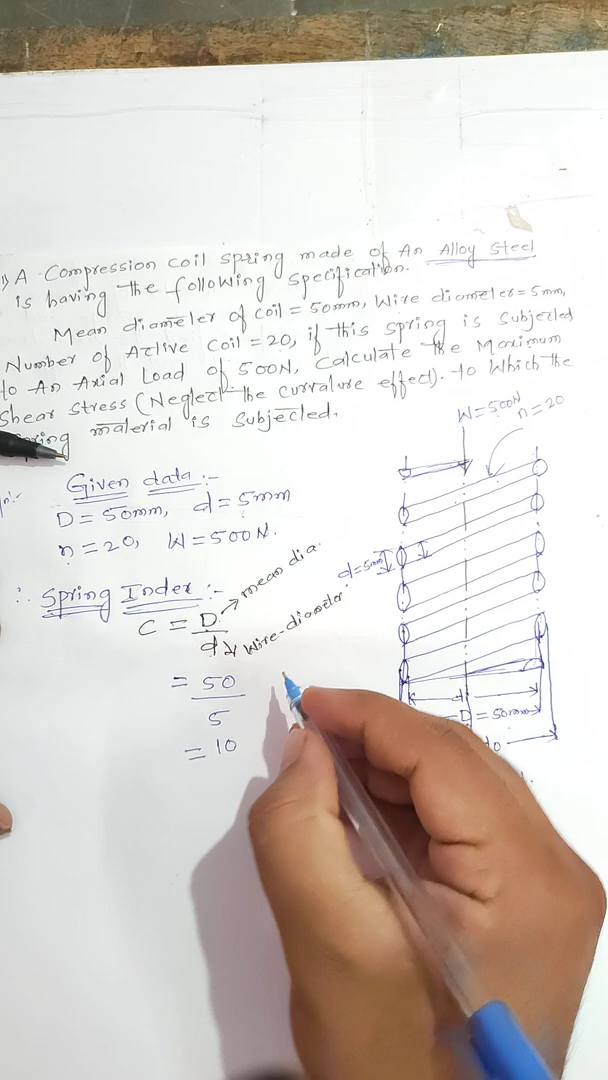 1) A Compression coil spring made of An Alloy Steel
is having the following specification.
Mean diameter of coil = 50mm, Wire diameter = 5mm,
Number of Active coil = 20, if this spring is Subjected
to An Axial Load of 500N, Calculate the Maximum
Shear Stress (Neglect the curvature effect). to Which the
spring material is Subjected.
W=500N
n=20
Given data :-
D = 50mm, d = 5mm
n = 20, W = 500N.
d=5mm
∴ Spring Index :-
C = D/d
mean dia.
Wire-diameter
= 50/5
= 10
d
D = 50mm